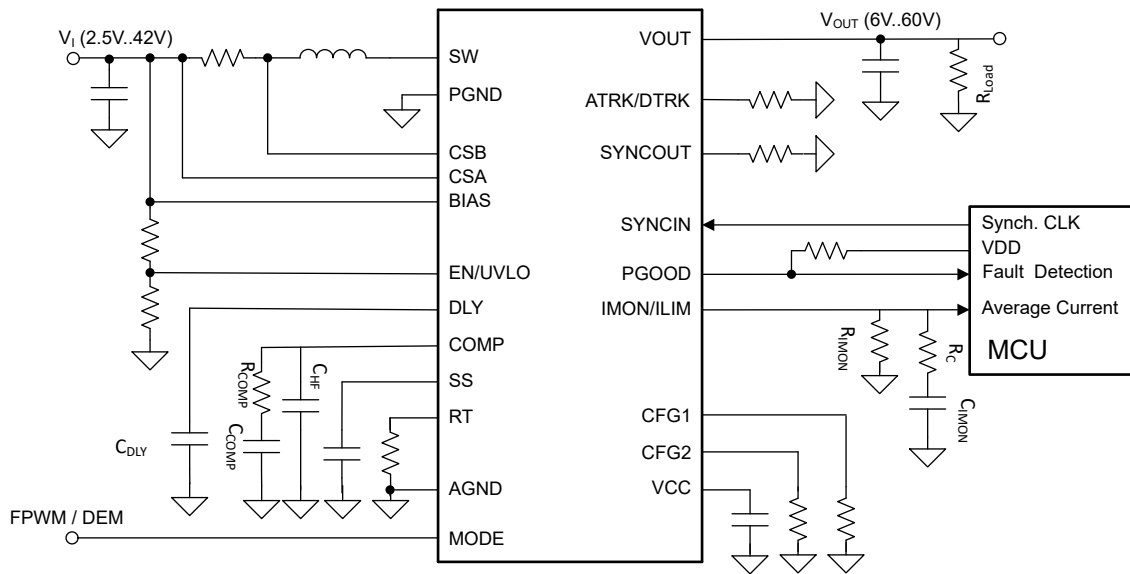 V_I (2.5V..42V)
V_OUT (6V..60V)
SW
PGND
CSB
CSA
BIAS
EN/UVLO
DLY
COMP
SS
RT
AGND
MODE
VOUT
ATRK/DTRK
SYNCOUT
SYNCIN
PGOOD
IMON/ILIM
CFG1
CFG2
VCC
R_Load
Synch. CLK
VDD
Fault Detection
Average Current
MCU
R_IMON
R_C
C_IMON
R_COMP
C_HF
C_COMP
C_DLY
FPWM / DEM